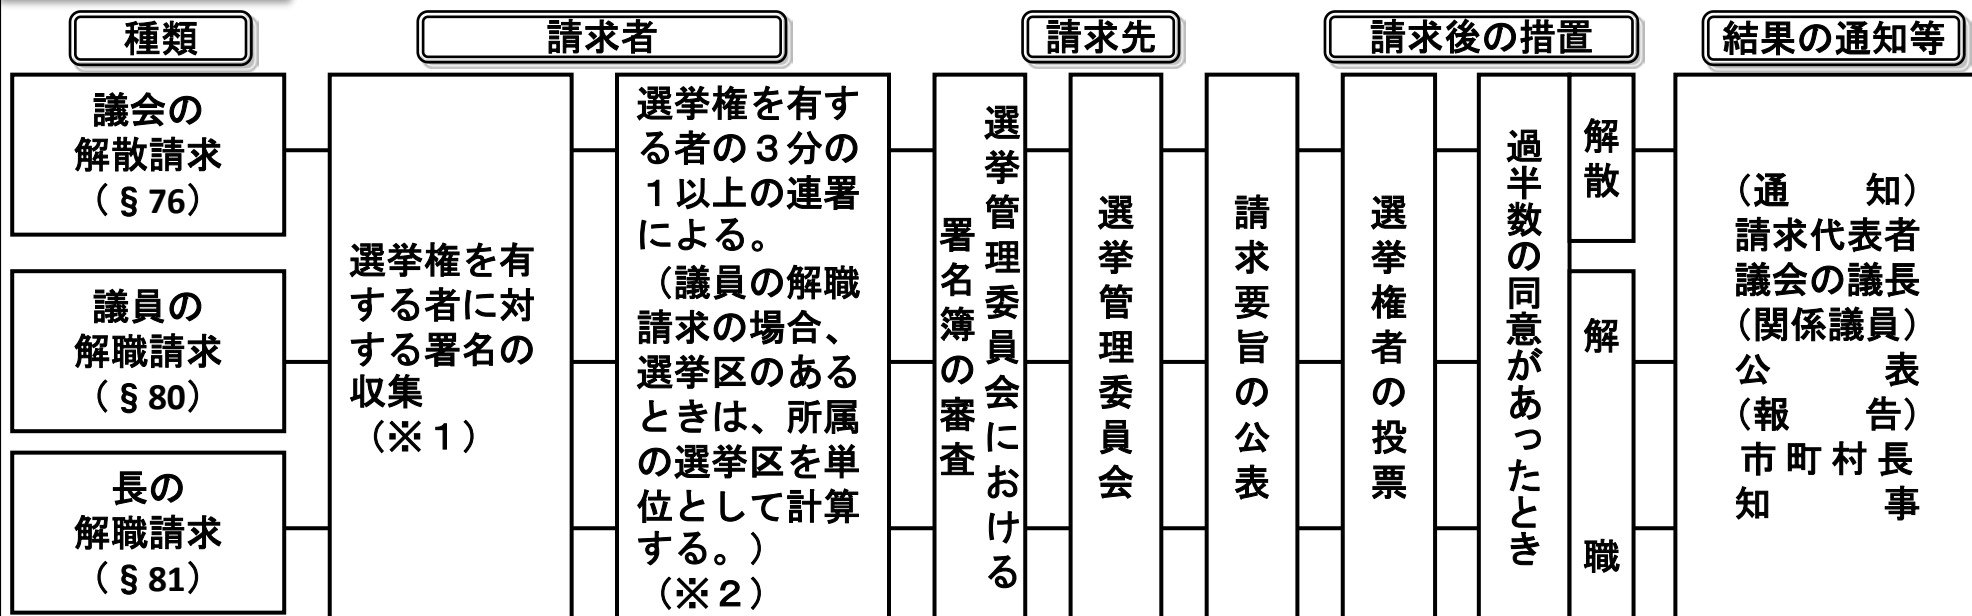 種類
請求者
請求先
請求後の措置
結果の通知等
議会の
解散請求
（§76）
議員の
解職請求
（§80）
長の
解職請求
（§81）
選挙権を有
する者に対
する署名の
収集
（※１）
選挙権を有す
る者の３分の
１以上の連署
による。
（議員の解職
請求の場合、
選挙区のある
ときは、所属
の選挙区を単
位として計算
する。）
（※２）
選挙管理委員会における
署名簿の審査
選挙管理委員会
請求要旨の公表
選挙権者の投票
過半数の同意があったとき
解散
解職
（通　　知）
請求代表者
議会の議長
（関係議員）
公　　　表
（報　　告）
市町村長
知　　　事